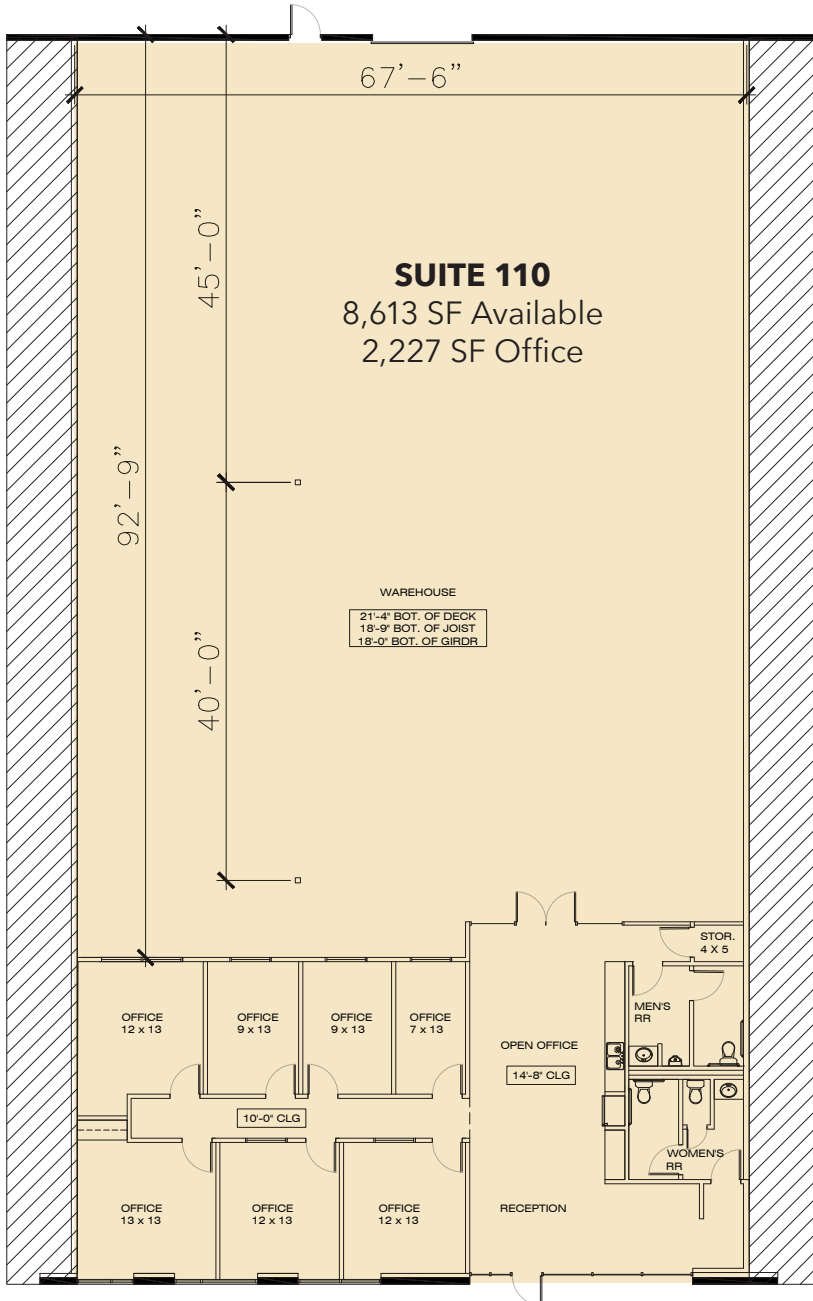 67'-6"
45'-0"
SUITE 110
8,613 SF Available
2,227 SF Office
92'-9"
WAREHOUSE
21'-4" BOT. OF DECK
18'-9" BOT. OF JOIST
18'-0" BOT. OF GIRDR
40'-0"
STOR.
4 X 5
OFFICE
12 x 13
OFFICE
9 x 13
OFFICE
9 x 13
OFFICE
7 x 13
MEN'S
RR
OPEN OFFICE
14'-8" CLG
10'-0" CLG
WOMEN'S
RR
OFFICE
13 x 13
OFFICE
12 x 13
OFFICE
12 x 13
RECEPTION